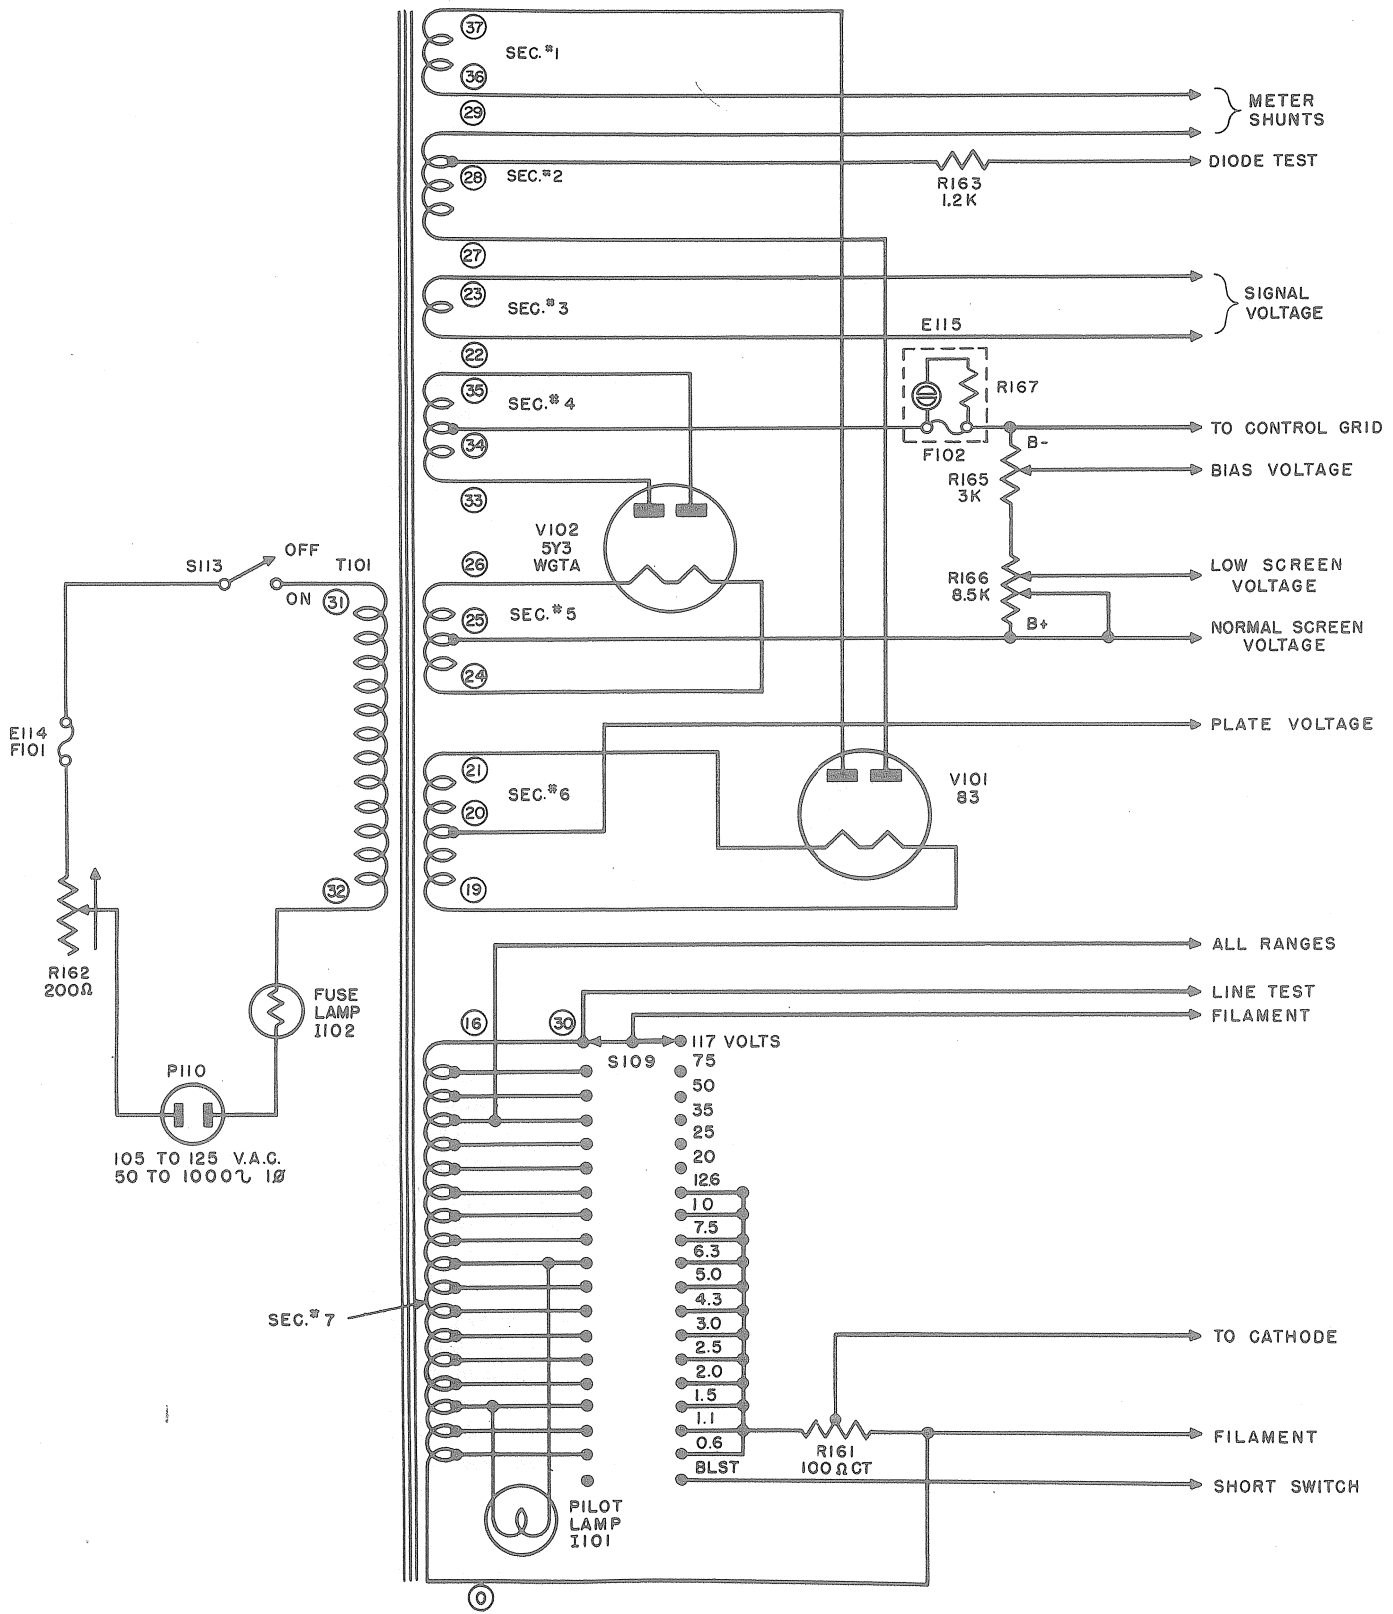 37
SEC.#1
36
29
METER
SHUNTS
28
SEC.#2
DIODE TEST
R163
1.2K
27
23
SEC.#3
SIGNAL
VOLTAGE
22
E115
35
SEC.#4
R167
34
TO CONTROL GRID
B-
F102
BIAS VOLTAGE
R165
3K
33
V102
5Y3
WGTA
S113
OFF
ON
T101
31
26
SEC.#5
25
24
R166
8.5K
LOW SCREEN
VOLTAGE
B+
NORMAL SCREEN
VOLTAGE
E114
F101
PLATE VOLTAGE
21
SEC.#6
20
V101
83
32
19
R162
200Ω
ALL RANGES
FUSE
LAMP
I102
LINE TEST
FILAMENT
16
30
S109
117 VOLTS
75
50
35
25
20
12.6
10
7.5
6.3
5.0
4.3
3.0
2.5
2.0
1.5
1.1
0.6
BLST
P110
105 TO 125 V.A.C.
50 TO 1000~ 1Ø
SEC.#7
TO CATHODE
R161
100ΩCT
FILAMENT
SHORT SWITCH
PILOT
LAMP
I101
0